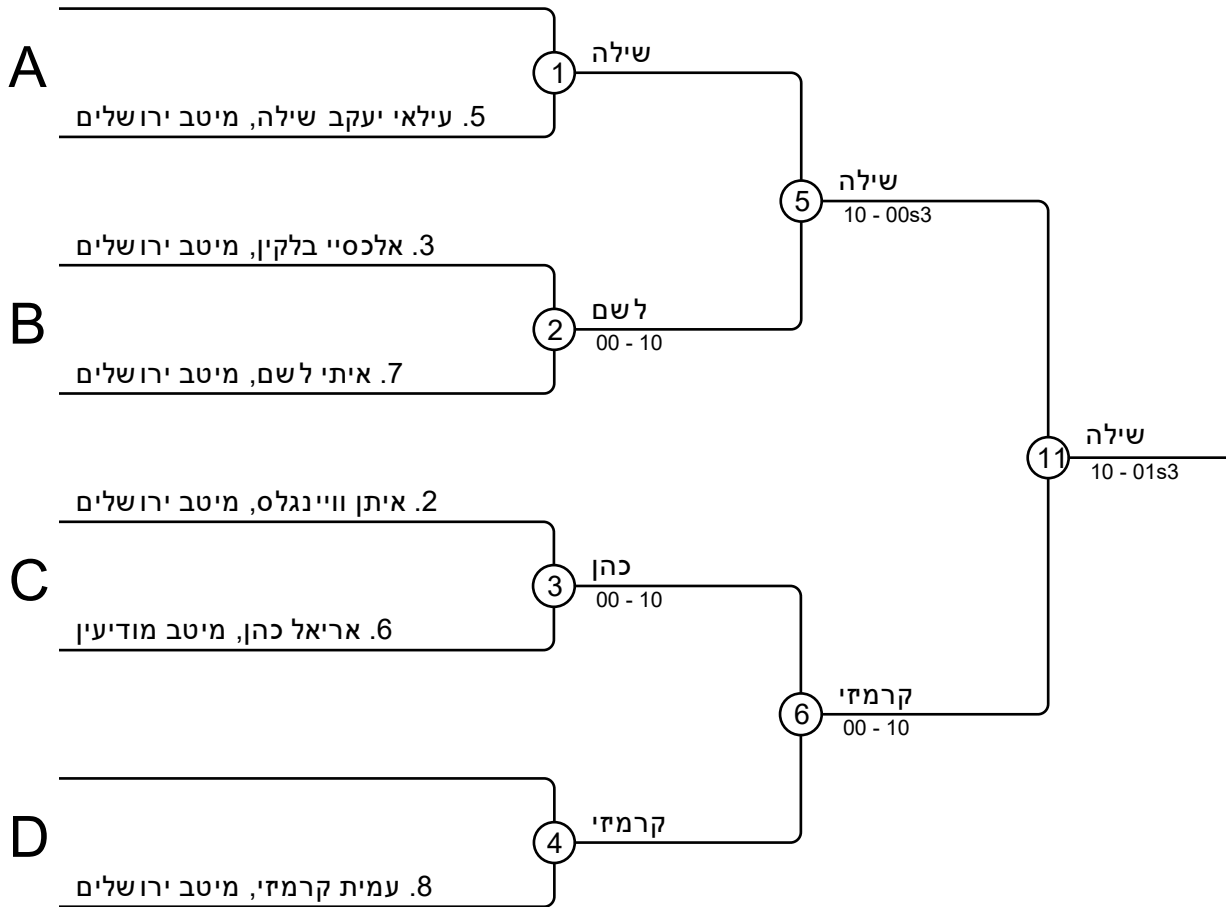 A
1
שילה
5. עילאי יעקב שילה, מיטב ירושלים
5
שילה
10 - 00s3
3. אלכסיי בלקין, מיטב ירושלים
B
2
לשם
00 - 10
7. איתי לשם, מיטב ירושלים
11
שילה
10 - 01s3
2. איתן וויינגלס, מיטב ירושלים
C
3
כהן
00 - 10
6. אריאל כהן, מיטב מודיעין
6
קרמיזי
00 - 10
D
4
קרמיזי
8. עמית קרמיזי, מיטב ירושלים